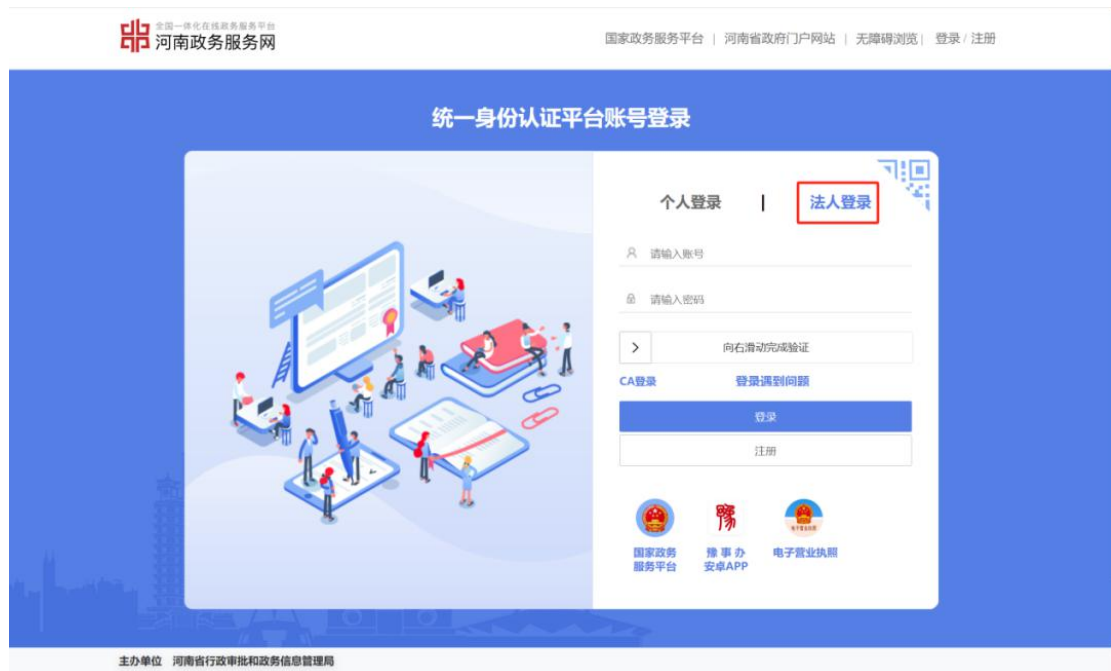 全国一体化在线政务服务平台
河南政务服务网
国家政务服务平台 | 河南省政府门户网站 | 无障碍浏览 | 登录 / 注册
统一身份认证平台账号登录
个人登录 | 法人登录
请输入账号
请输入密码
向右滑动完成验证
CA登录 登录遇到问题
登录
注册
电子营业执照
国家政务 豫事办 电子营业执照
服务平台 安卓APP
主办单位 河南省行政审批和政务信息管理局